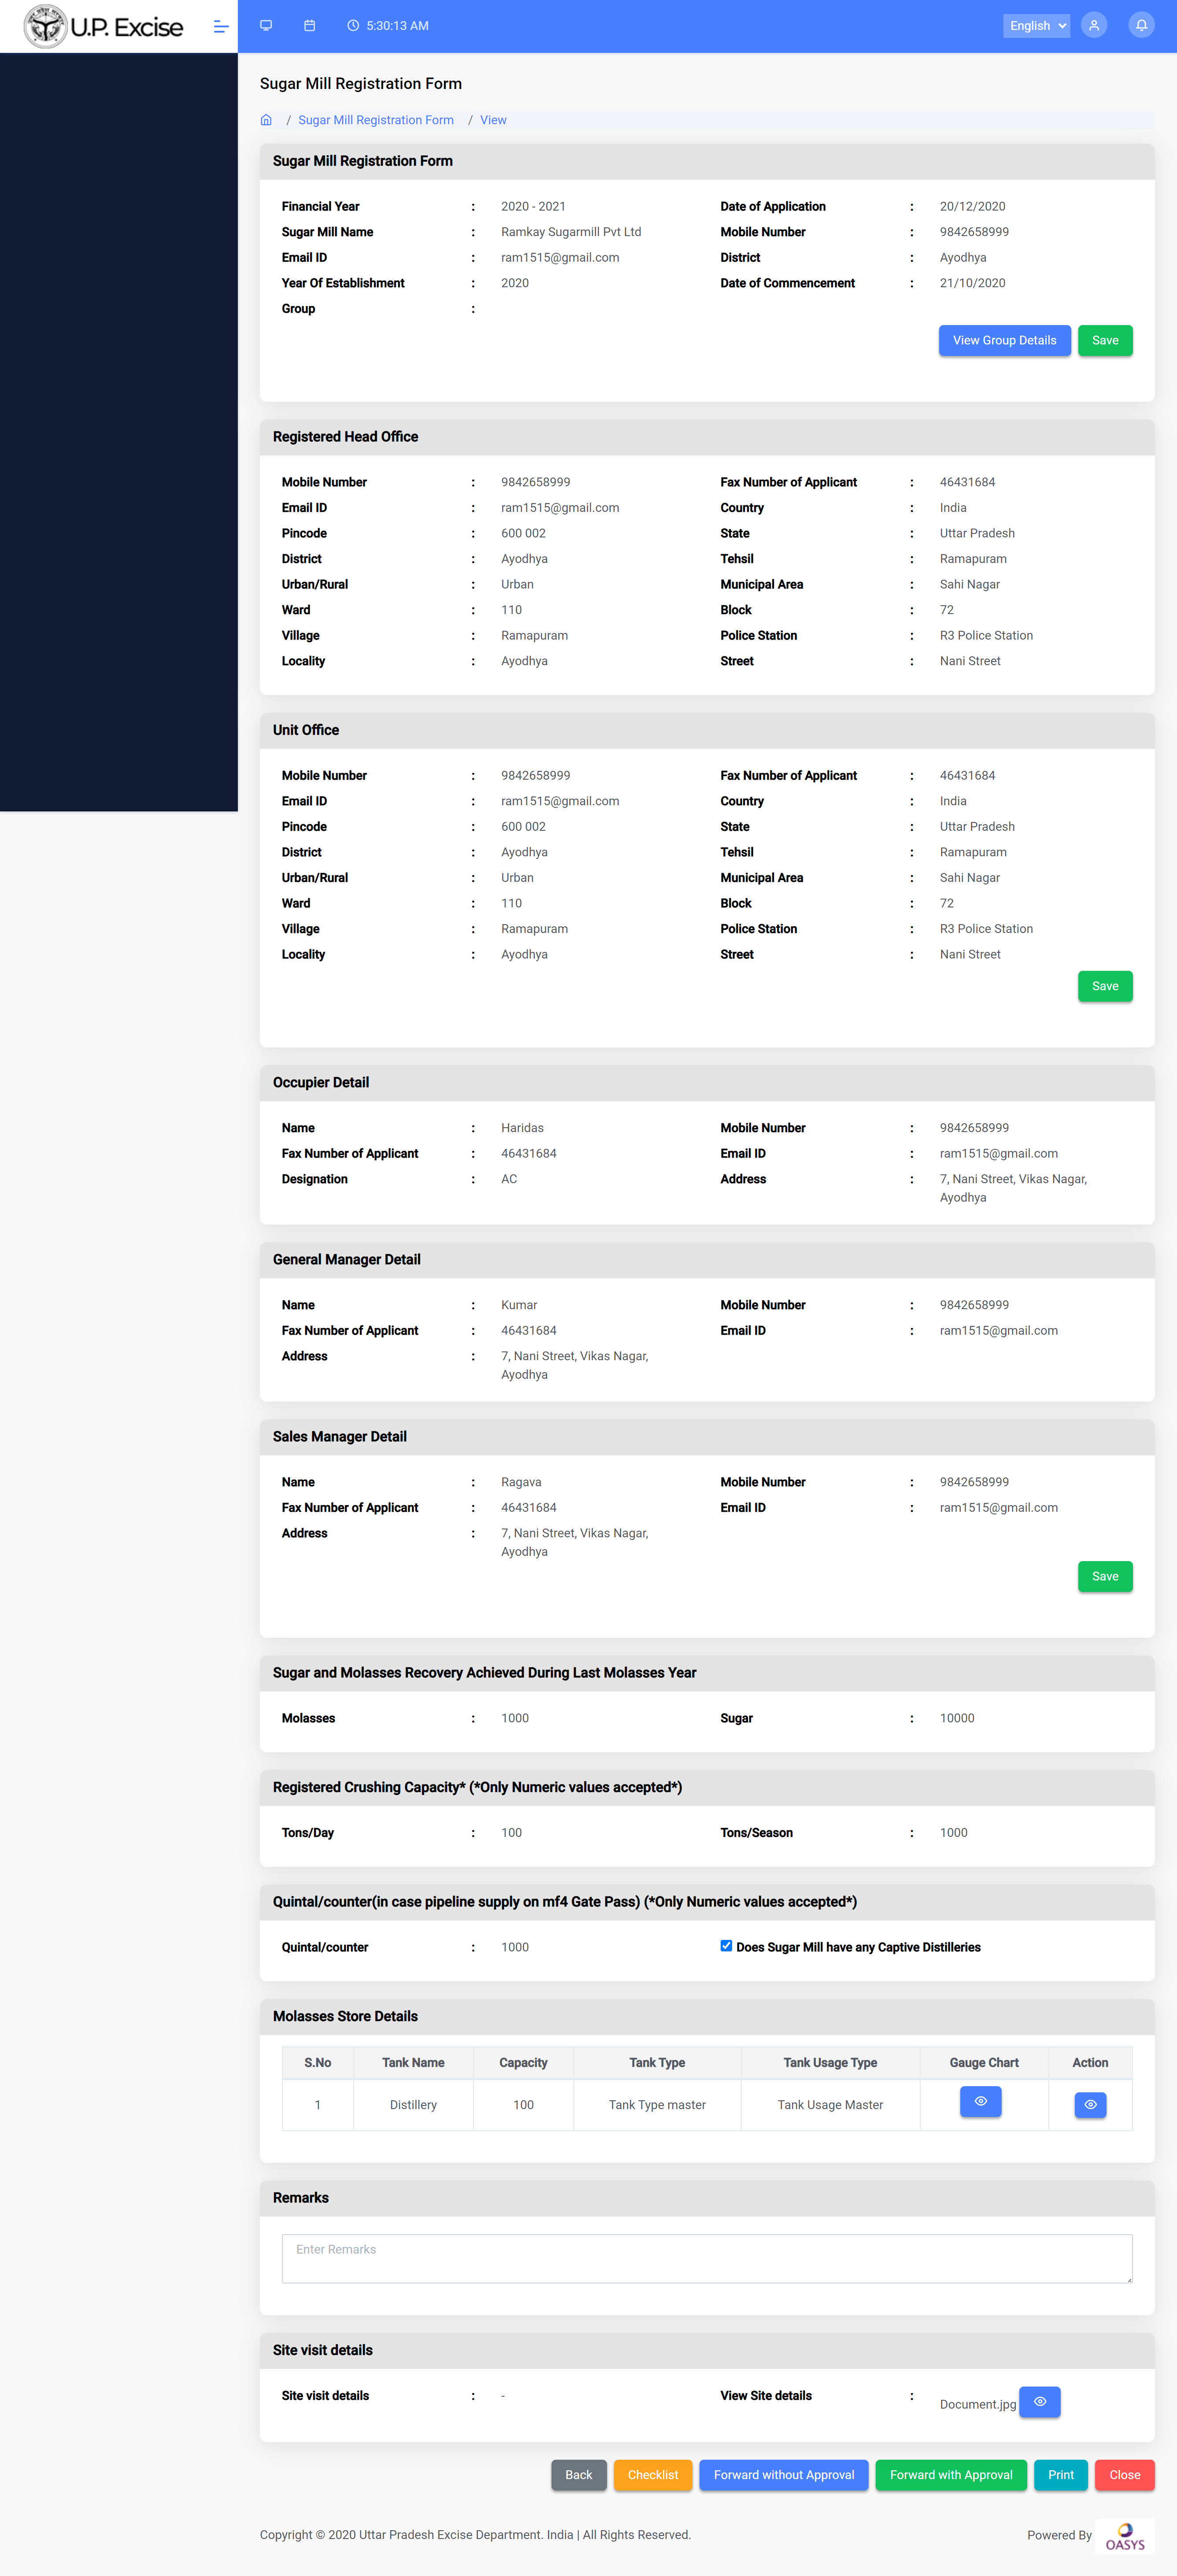 U.P. Excise
5:30:13 AM
English
Sugar Mill Registration Form
/ Sugar Mill Registration Form / View
Sugar Mill Registration Form
Financial Year : 2020 - 2021 Date of Application : 20/12/2020
Sugar Mill Name : Ramkay Sugarmill Pvt Ltd Mobile Number : 9842658999
Email ID : ram1515@gmail.com District : Ayodhya
Year Of Establishment : 2020 Date of Commencement : 21/10/2020
Group :
View Group Details Save
Registered Head Office
Mobile Number : 9842658999 Fax Number of Applicant : 46431684
Email ID : ram1515@gmail.com Country : India
Pincode : 600 002 State : Uttar Pradesh
District : Ayodhya Tehsil : Ramapuram
Urban/Rural : Urban Municipal Area : Sahi Nagar
Ward : 110 Block : 72
Village : Ramapuram Police Station : R3 Police Station
Locality : Ayodhya Street : Nani Street
Unit Office
Mobile Number : 9842658999 Fax Number of Applicant : 46431684
Email ID : ram1515@gmail.com Country : India
Pincode : 600 002 State : Uttar Pradesh
District : Ayodhya Tehsil : Ramapuram
Urban/Rural : Urban Municipal Area : Sahi Nagar
Ward : 110 Block : 72
Village : Ramapuram Police Station : R3 Police Station
Locality : Ayodhya Street : Nani Street
Save
Occupier Detail
Name : Haridas Mobile Number : 9842658999
Fax Number of Applicant : 46431684 Email ID : ram1515@gmail.com
Designation : AC Address : 7, Nani Street, Vikas Nagar,
Ayodhya
General Manager Detail
Name : Kumar Mobile Number : 9842658999
Fax Number of Applicant : 46431684 Email ID : ram1515@gmail.com
Address : 7, Nani Street, Vikas Nagar,
Ayodhya
Sales Manager Detail
Name : Ragava Mobile Number : 9842658999
Fax Number of Applicant : 46431684 Email ID : ram1515@gmail.com
Address : 7, Nani Street, Vikas Nagar,
Ayodhya
Save
Sugar and Molasses Recovery Achieved During Last Molasses Year
Molasses : 1000 Sugar : 10000
Registered Crushing Capacity* (*Only Numeric values accepted*)
Tons/Day : 100 Tons/Season : 1000
Quintal/counter(in case pipeline supply on mf4 Gate Pass) (*Only Numeric values accepted*)
Quintal/counter : 1000 Does Sugar Mill have any Captive Distilleries
Molasses Store Details
S.No Tank Name Capacity Tank Type Tank Usage Type Gauge Chart Action
1 Distillery 100 Tank Type master Tank Usage Master
Remarks
Enter Remarks
Site visit details
Site visit details : - View Site details : Document.jpg
Back Checklist Forward without Approval Forward with Approval Print Close
Copyright © 2020 Uttar Pradesh Excise Department. India | All Rights Reserved. Powered By OASYS